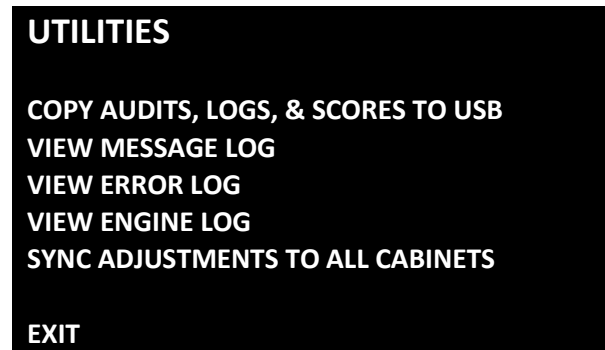 UTILITIES
COPY AUDITS, LOGS, & SCORES TO USB
VIEW MESSAGE LOG
VIEW ERROR LOG
VIEW ENGINE LOG
SYNC ADJUSTMENTS TO ALL CABINETS
EXIT